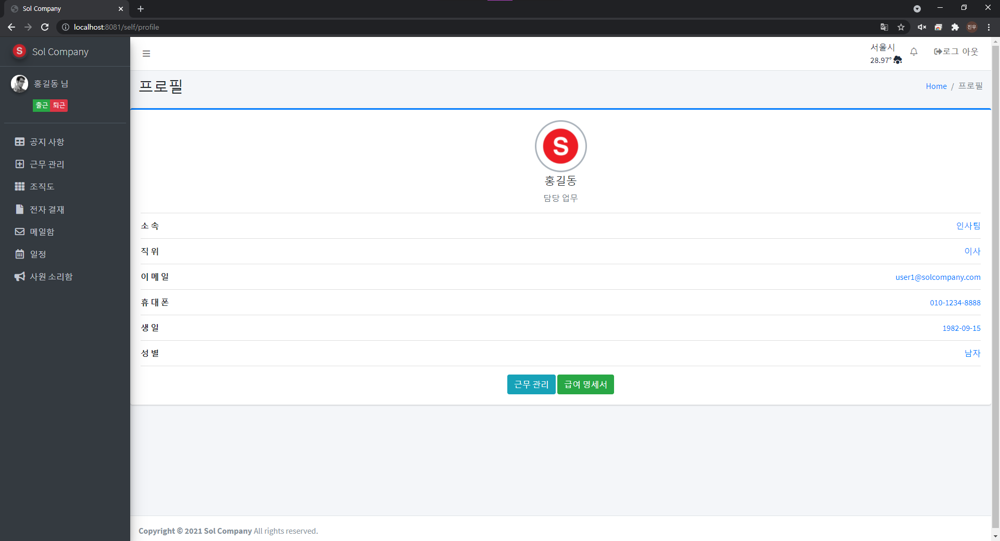 Sol Company
localhost:8081/self/profile
진우
S Sol Company
홍길동 님
출근 퇴근
공지 사항
근무 관리
조직도
전자 결재
메일함
일정
사원 소리함
서울시
28.97°
로그 아웃
프로필
Home / 프로필
S
홍길동
담당 업무
소 속 인사팀
직 위 이사
이 메 일 user1@solcompany.com
휴 대 폰 010-1234-8888
생 일 1982-09-15
성 별 남자
근무 관리 급여 명세서
Copyright © 2021 Sol Company All rights reserved.